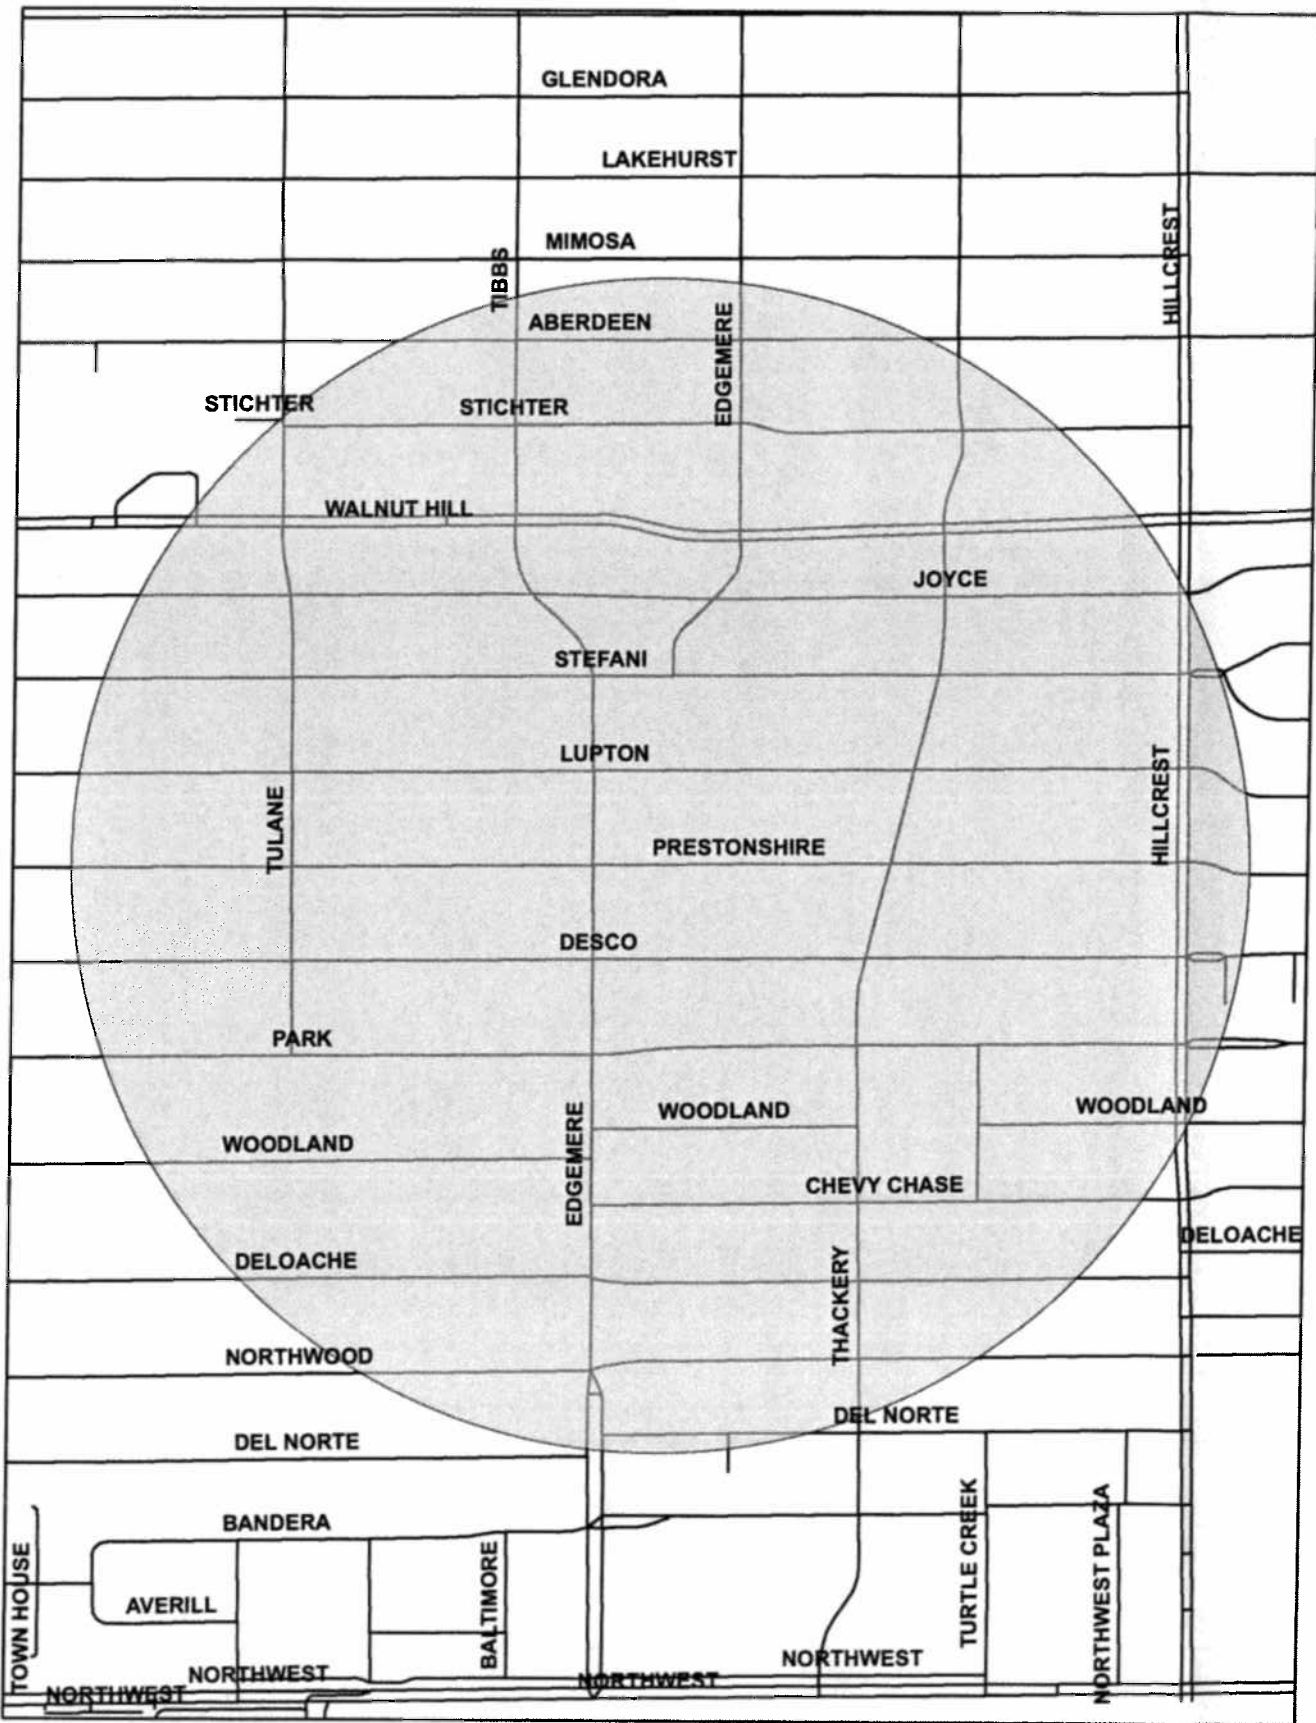 GLENDORA
LAKEHURST
MIMOSA
HILLCREST
TIBBS
ABERDEEN
EDGEMERE
STICHTER
STICHTER
WALNUT HILL
JOYCE
STEFANI
LUPTON
HILLCREST
TULANE
PRESTONSHIRE
DESCO
PARK
WOODLAND
WOODLAND
WOODLAND
EDGEMERE
CHEVY CHASE
DELOACHE
DELOACHE
THACKERY
NORTHWOOD
DEL NORTE
DEL NORTE
BANDERA
TURTLE CREEK
NORTHWEST PLAZA
TOWN HOUSE
BALTIMORE
AVERILL
NORTHWEST
NORTHWEST
NORTHWEST
NORTHWEST